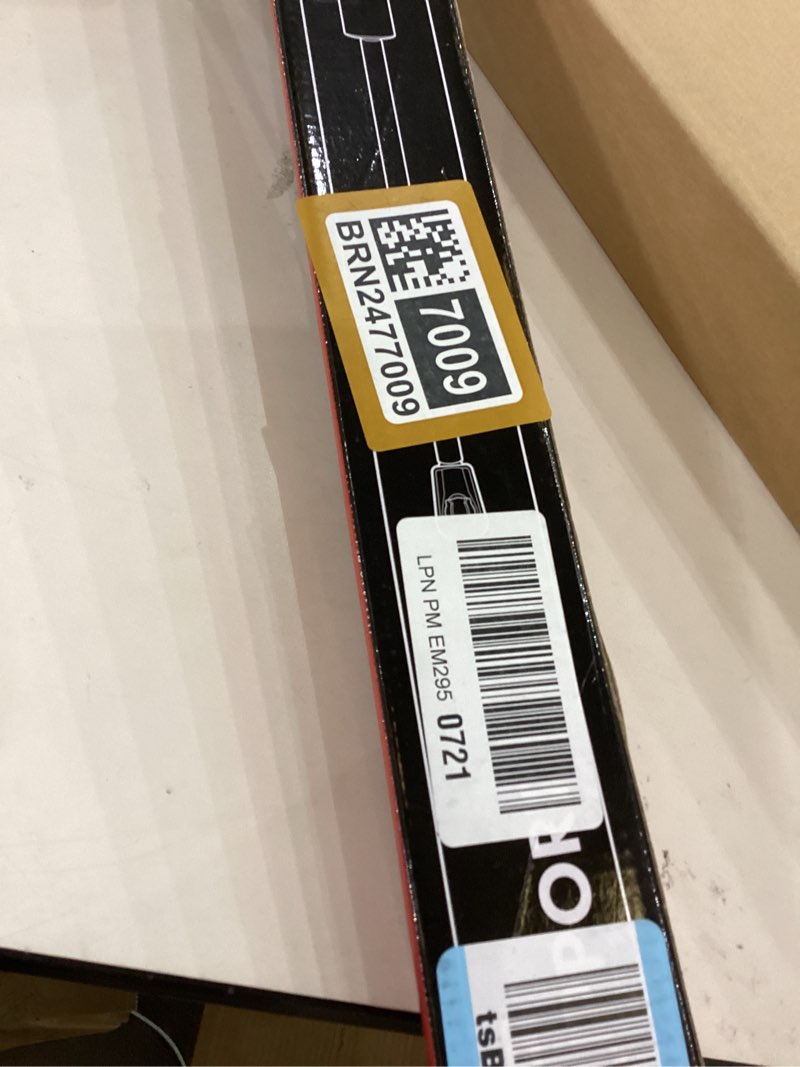 7009
BRN2477009
LPN PM EM295 0721
POR
tsB